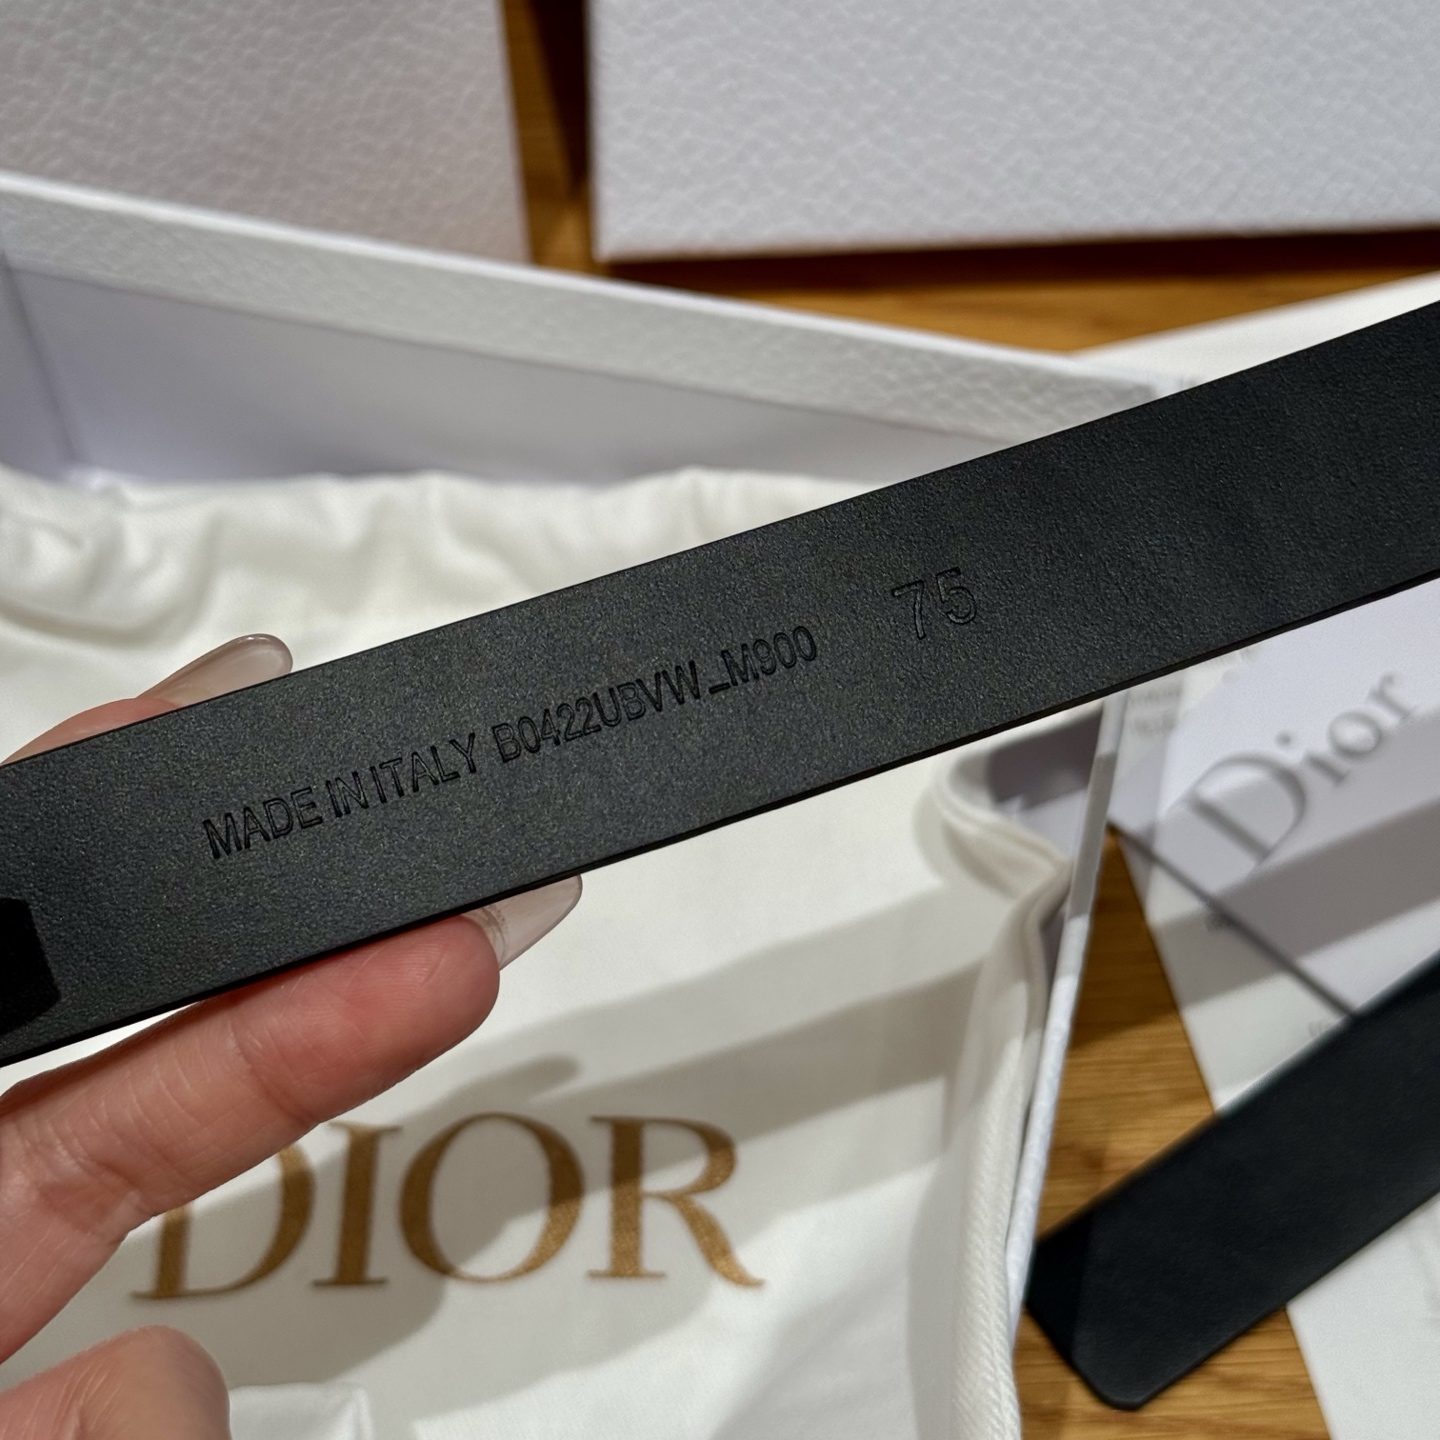 MADE IN ITALY B0422UBVW_M900 75
Dior
DIOR